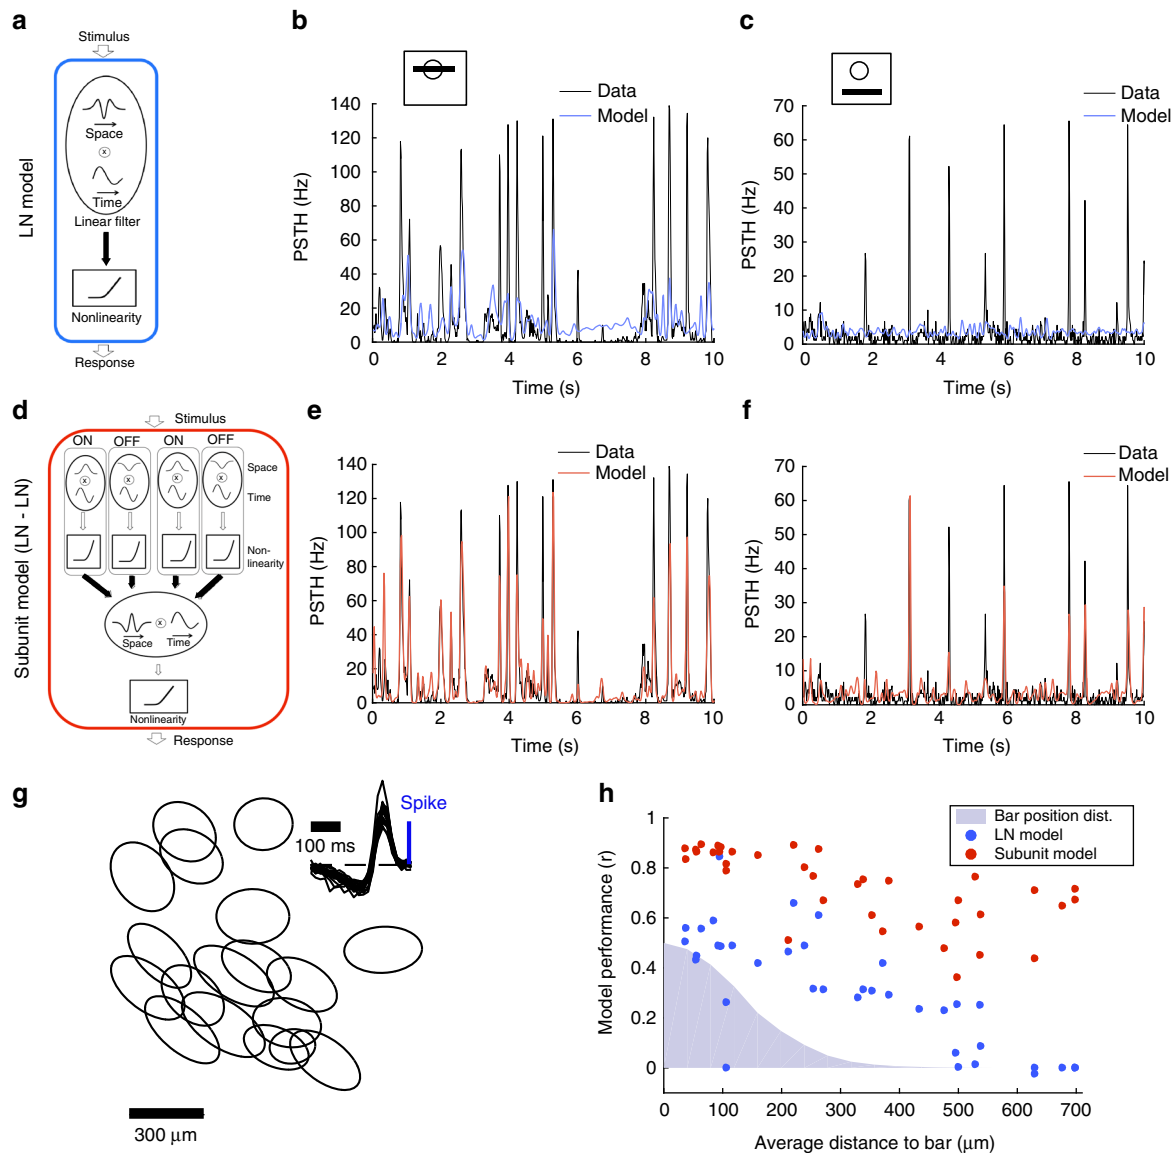 a
Stimulus
LN model
Space
x
Time
Linear filter
Nonlinearity
Response
b
Data
Model
PSTH (Hz)
140
120
100
80
60
40
20
0
0 2 4 6 8 10
Time (s)
c
Data
Model
PSTH (Hz)
70
60
50
40
30
20
10
0
0 2 4 6 8 10
Time (s)
d
Stimulus
Subunit model (LN - LN)
ON OFF ON OFF
Space
x x x x
Time
Non-
linearity
x
Space Time
Nonlinearity
Response
e
Data
Model
PSTH (Hz)
140
120
100
80
60
40
20
0
0 2 4 6 8 10
Time (s)
f
Data
Model
PSTH (Hz)
70
60
50
40
30
20
10
0
0 2 4 6 8 10
Time (s)
g
Spike
100 ms
300 μm
h
Bar position dist.
LN model
Subunit model
Model performance (r)
1
0.8
0.6
0.4
0.2
0
0 100 200 300 400 500 600 700
Average distance to bar (μm)